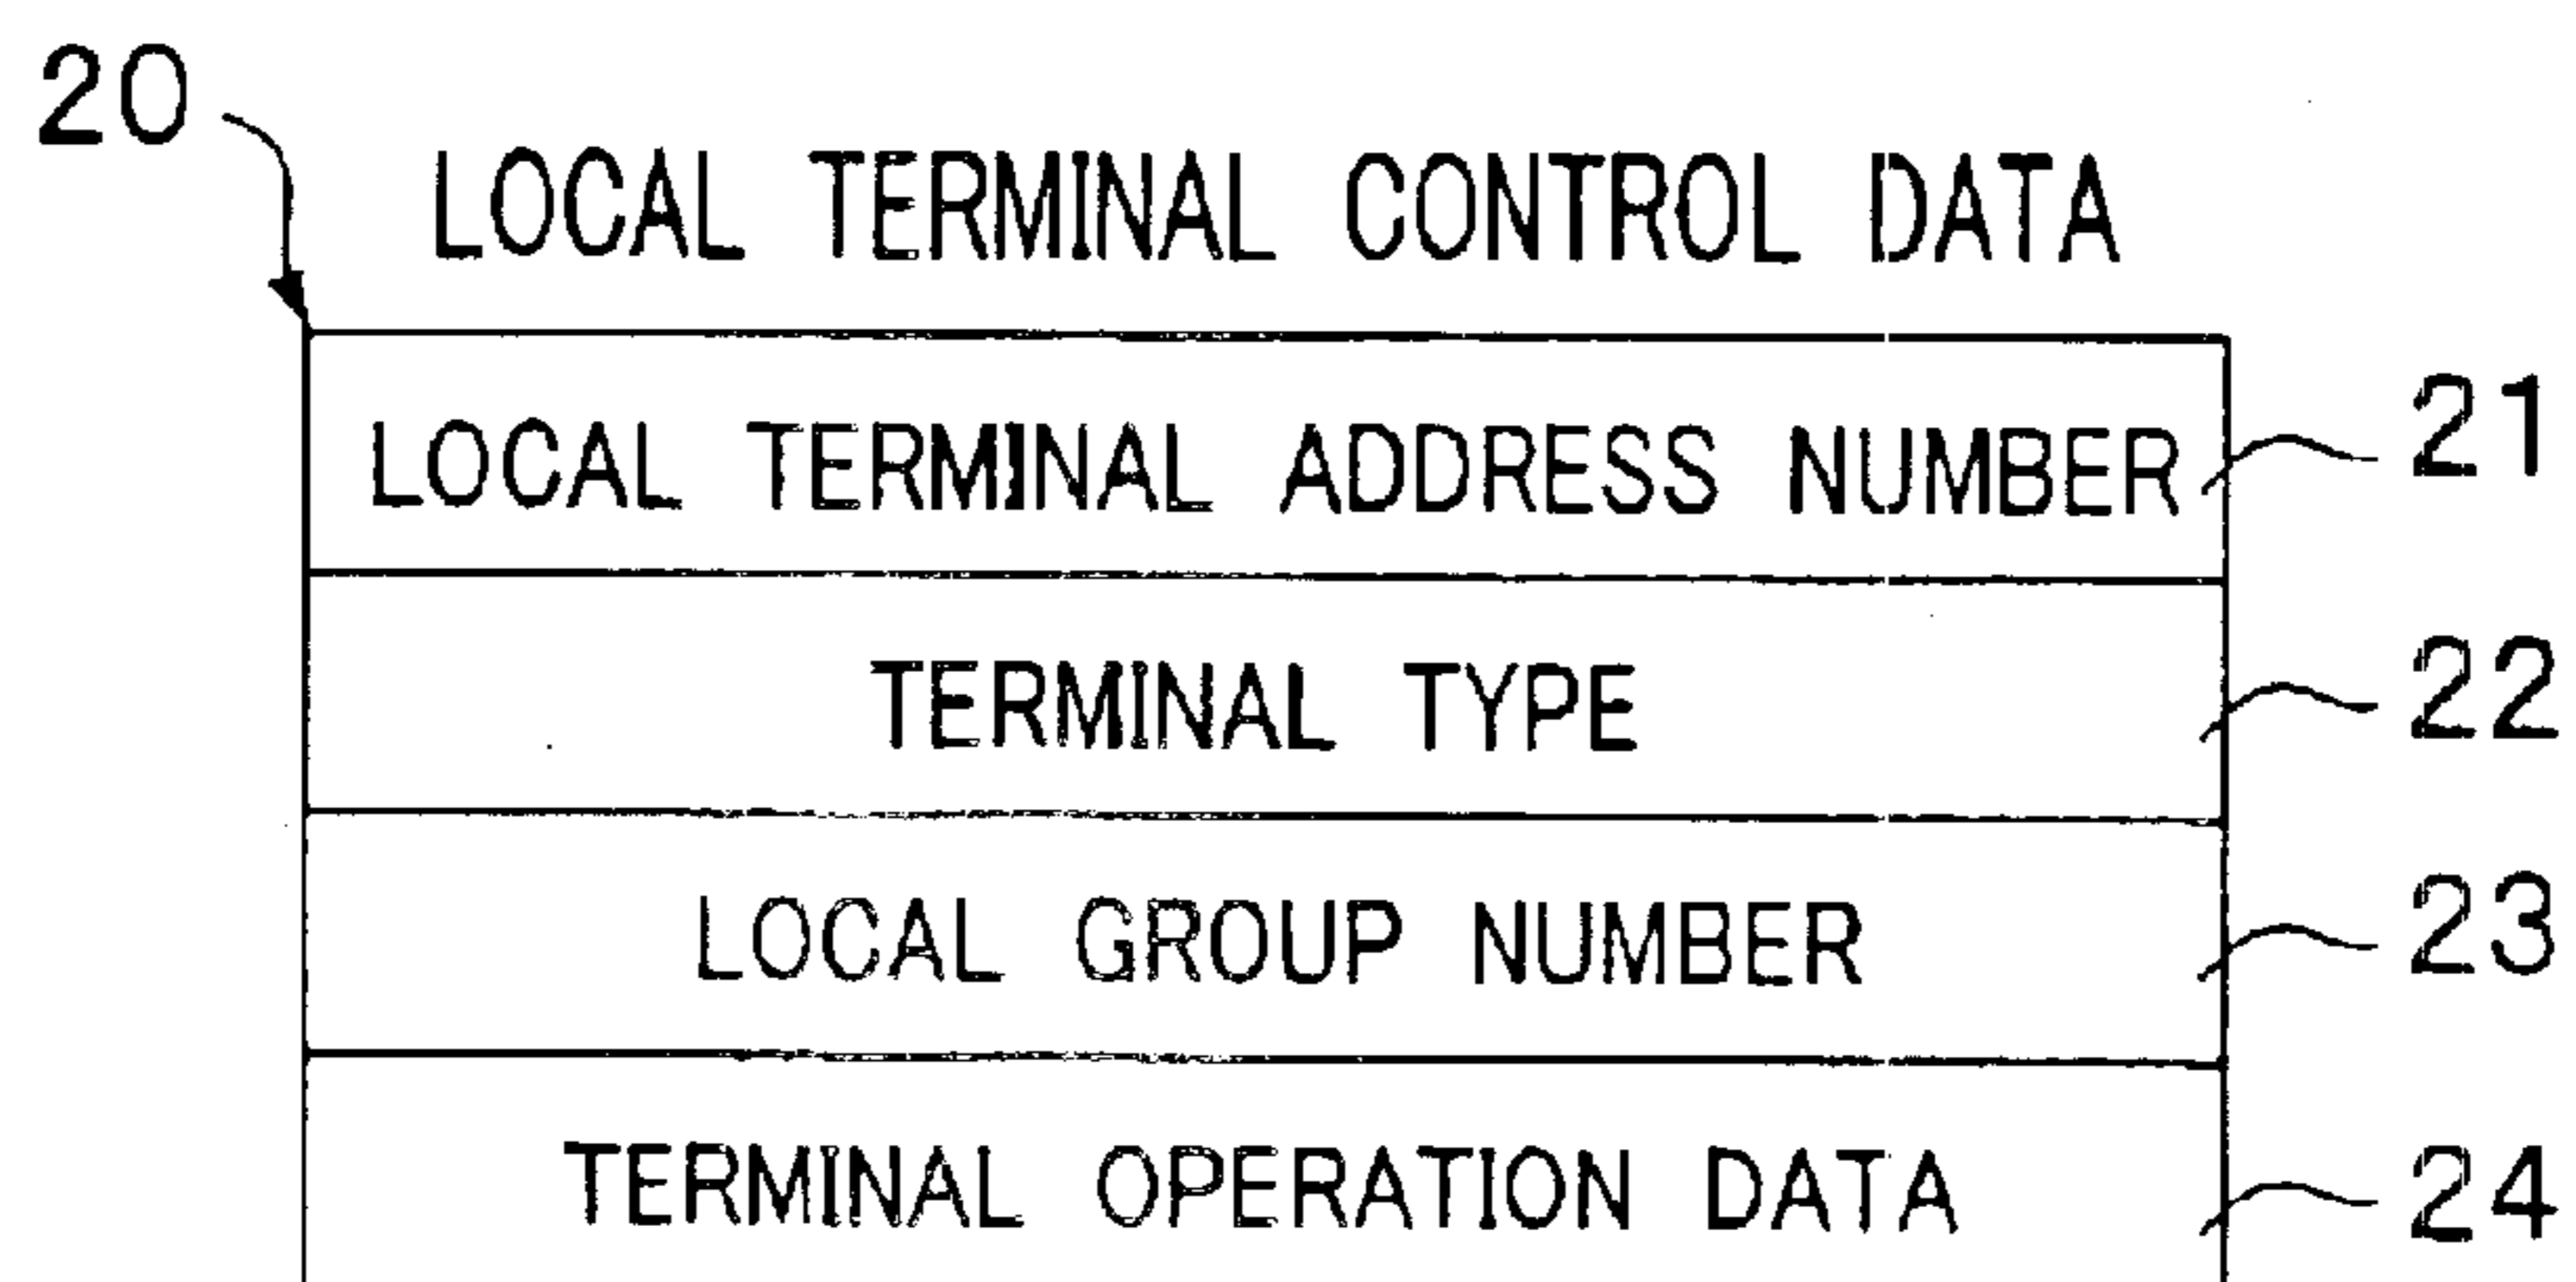 20
LOCAL TERMINAL CONTROL DATA
LOCAL TERMINAL ADDRESS NUMBER 21
TERMINAL TYPE 22
LOCAL GROUP NUMBER 23
TERMINAL OPERATION DATA 24